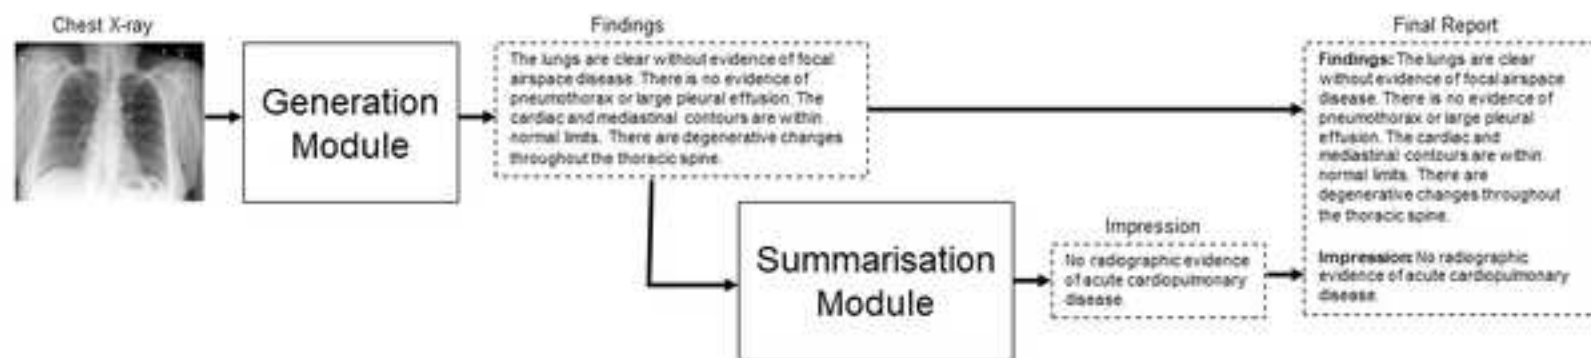 Chest X-ray
Generation
Module
Findings
The lungs are clear without evidence of focal
airspace disease. There is no evidence of
pneumothorax or large pleural effusion. The
cardiac and mediastinal contours are within
normal limits. There are degenerative changes
throughout the thoracic spine.
Summarisation
Module
Impression
No radiographic evidence
of acute cardiopulmonary
disease.
Final Report
Findings: The lungs are clear
without evidence of focal airspace
disease. There is no evidence of
pneumothorax or large pleural
effusion. The cardiac and
mediastinal contours are within
normal limits. There are
degenerative changes throughout
the thoracic spine.
Impression: No radiographic
evidence of acute cardiopulmonary
disease.